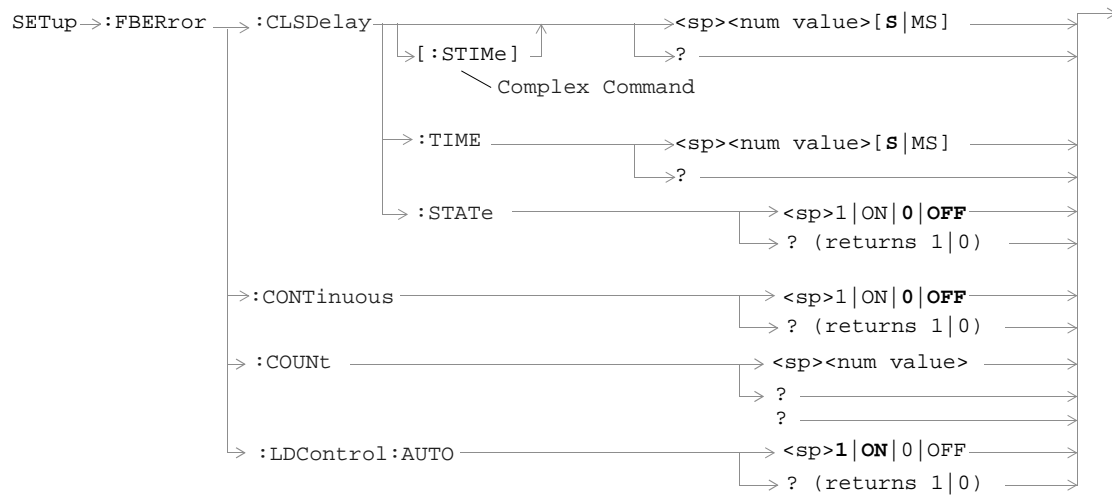 SETup :FBERror :CLSDelay <sp><num value>[S|MS]
[:STIMe] ?
Complex Command
:TIME <sp><num value>[S|MS]
?
:STATe <sp>1|ON|0|OFF
? (returns 1|0)
:CONTinuous <sp>1|ON|0|OFF
? (returns 1|0)
:COUNt <sp><num value>
?
?
:LDControl:AUTO <sp>1|ON|0|OFF
? (returns 1|0)